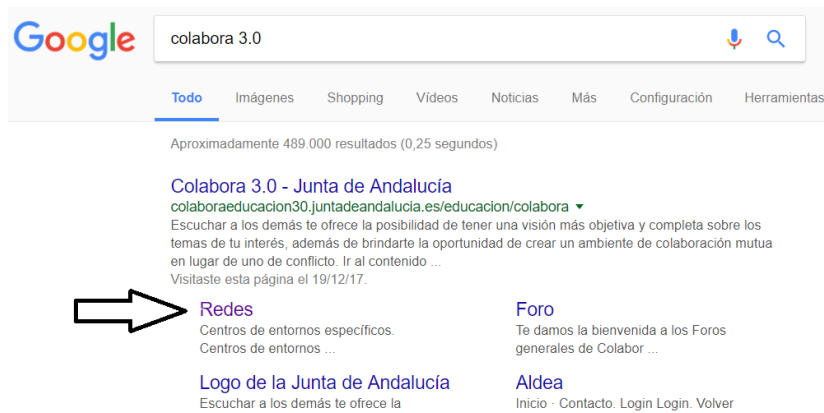 Google
colabora 3.0
Todo Imágenes Shopping Vídeos Noticias Más Configuración Herramientas
Aproximadamente 489.000 resultados (0,25 segundos)
Colabora 3.0 - Junta de Andalucía
colaboraeducacion30.juntadeandalucia.es/educacion/colabora
Escuchar a los demás te ofrece la posibilidad de tener una visión más objetiva y completa sobre los
temas de tu interés, además de brindarte la oportunidad de crear un ambiente de colaboración mutua
en lugar de uno de conflicto. Ir al contenido ...
Visitaste esta página el 19/12/17.
Redes
Centros de entornos específicos.
Centros de entornos ...
Foro
Te damos la bienvenida a los Foros
generales de Colabor ...
Logo de la Junta de Andalucía
Escuchar a los demás te ofrece la
Aldea
Inicio · Contacto. Login Login. Volver